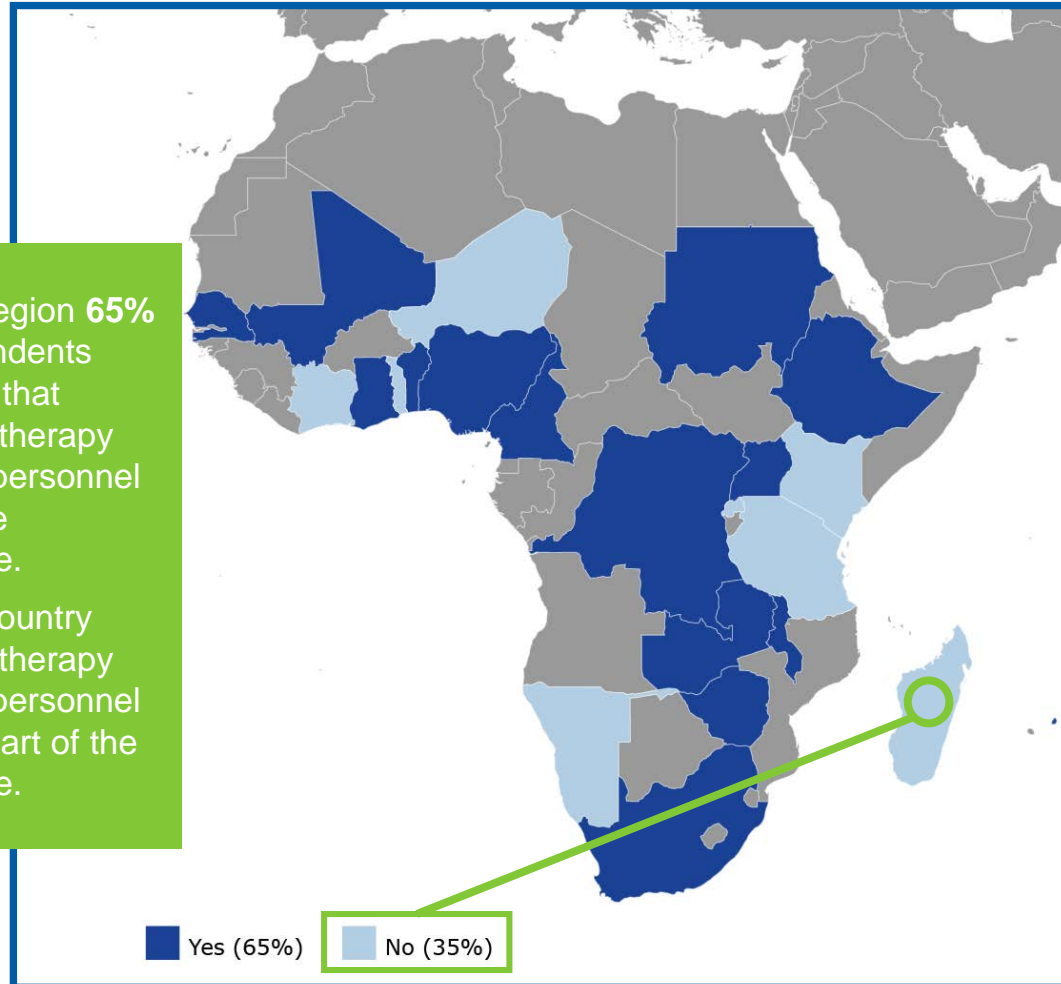 egion 65%
ndents
that
therapy
personnel
e
e.
ountry
therapy
personnel
art of the
e.
Yes (65%)
No (35%)